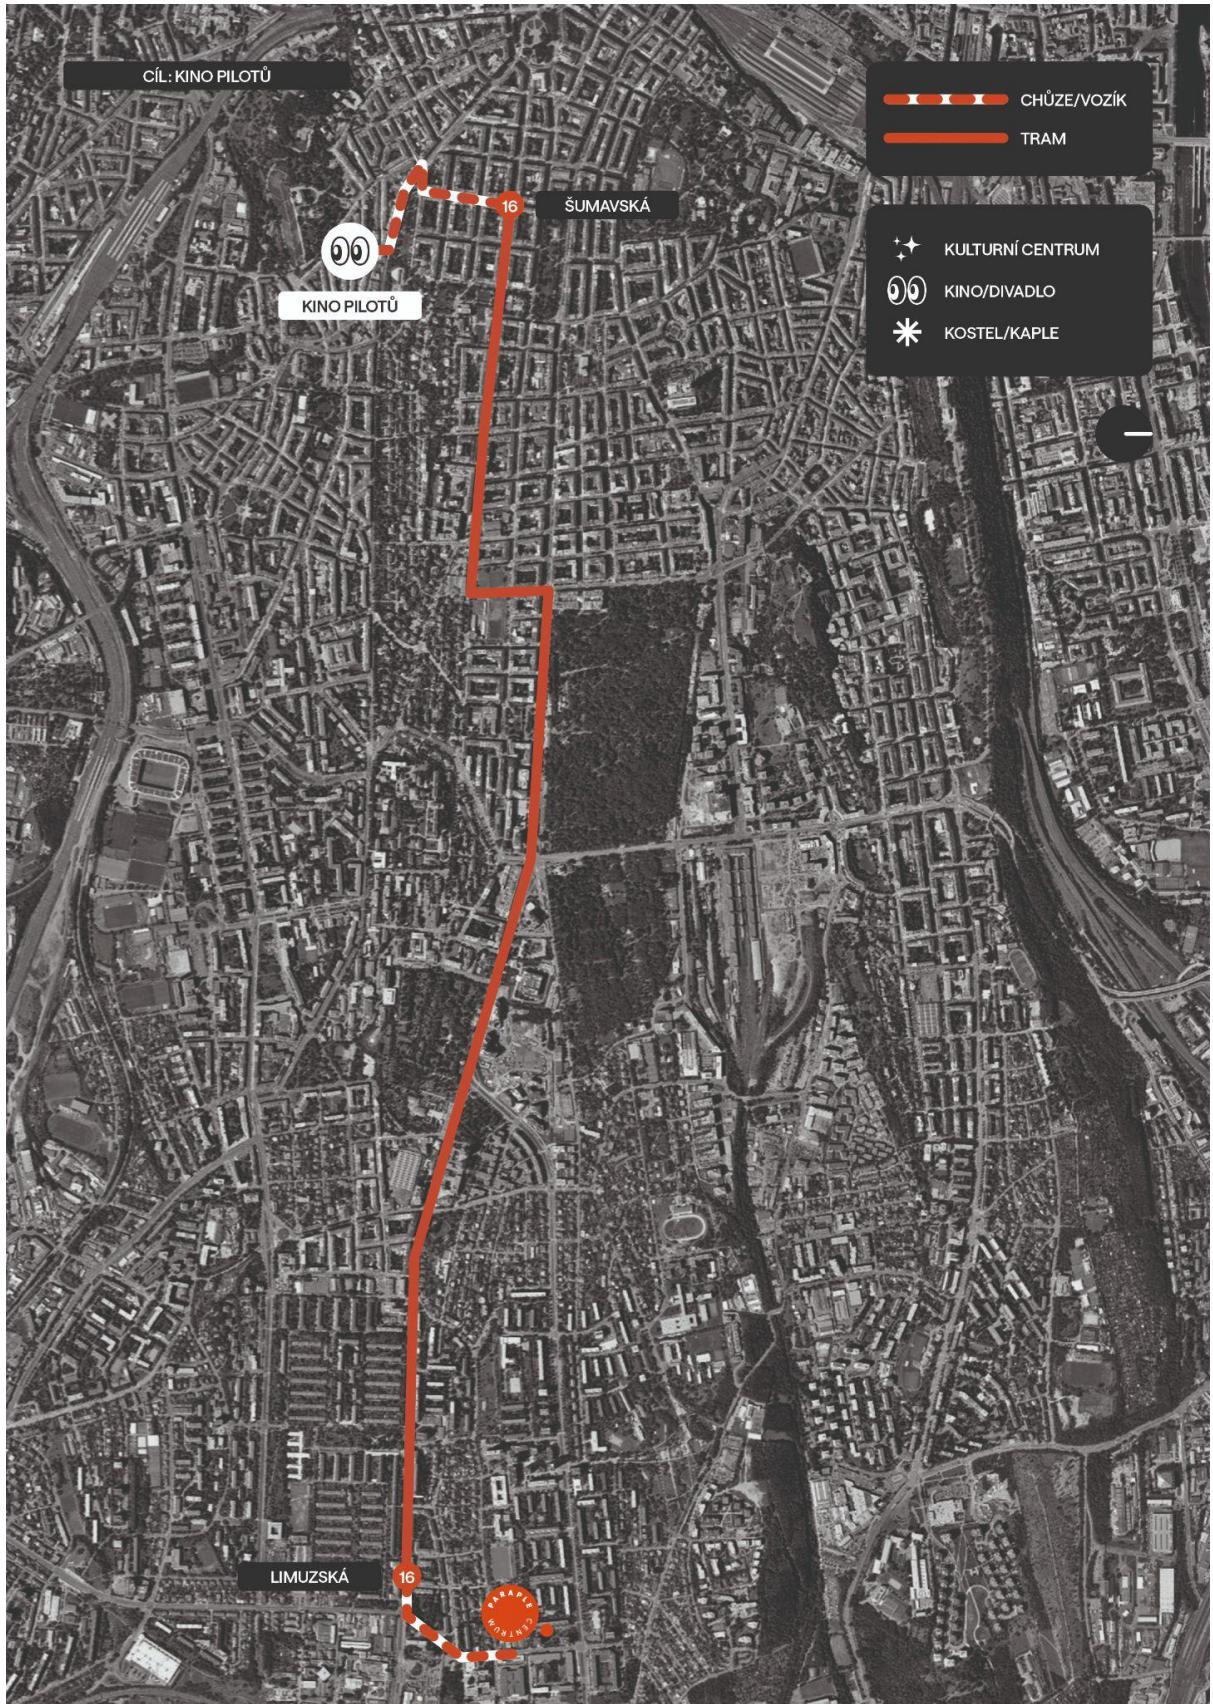 CÍL: KINO PILOTŮ
CHŮZE/VOZÍK
TRAM
16
ŠUMAVSKÁ
KULTURNÍ CENTRUM
KINO/DIVADLO
KOSTEL/KAPLE
KINO PILOTŮ
LIMUZSKÁ
16
PARAPLE
CENTRUM